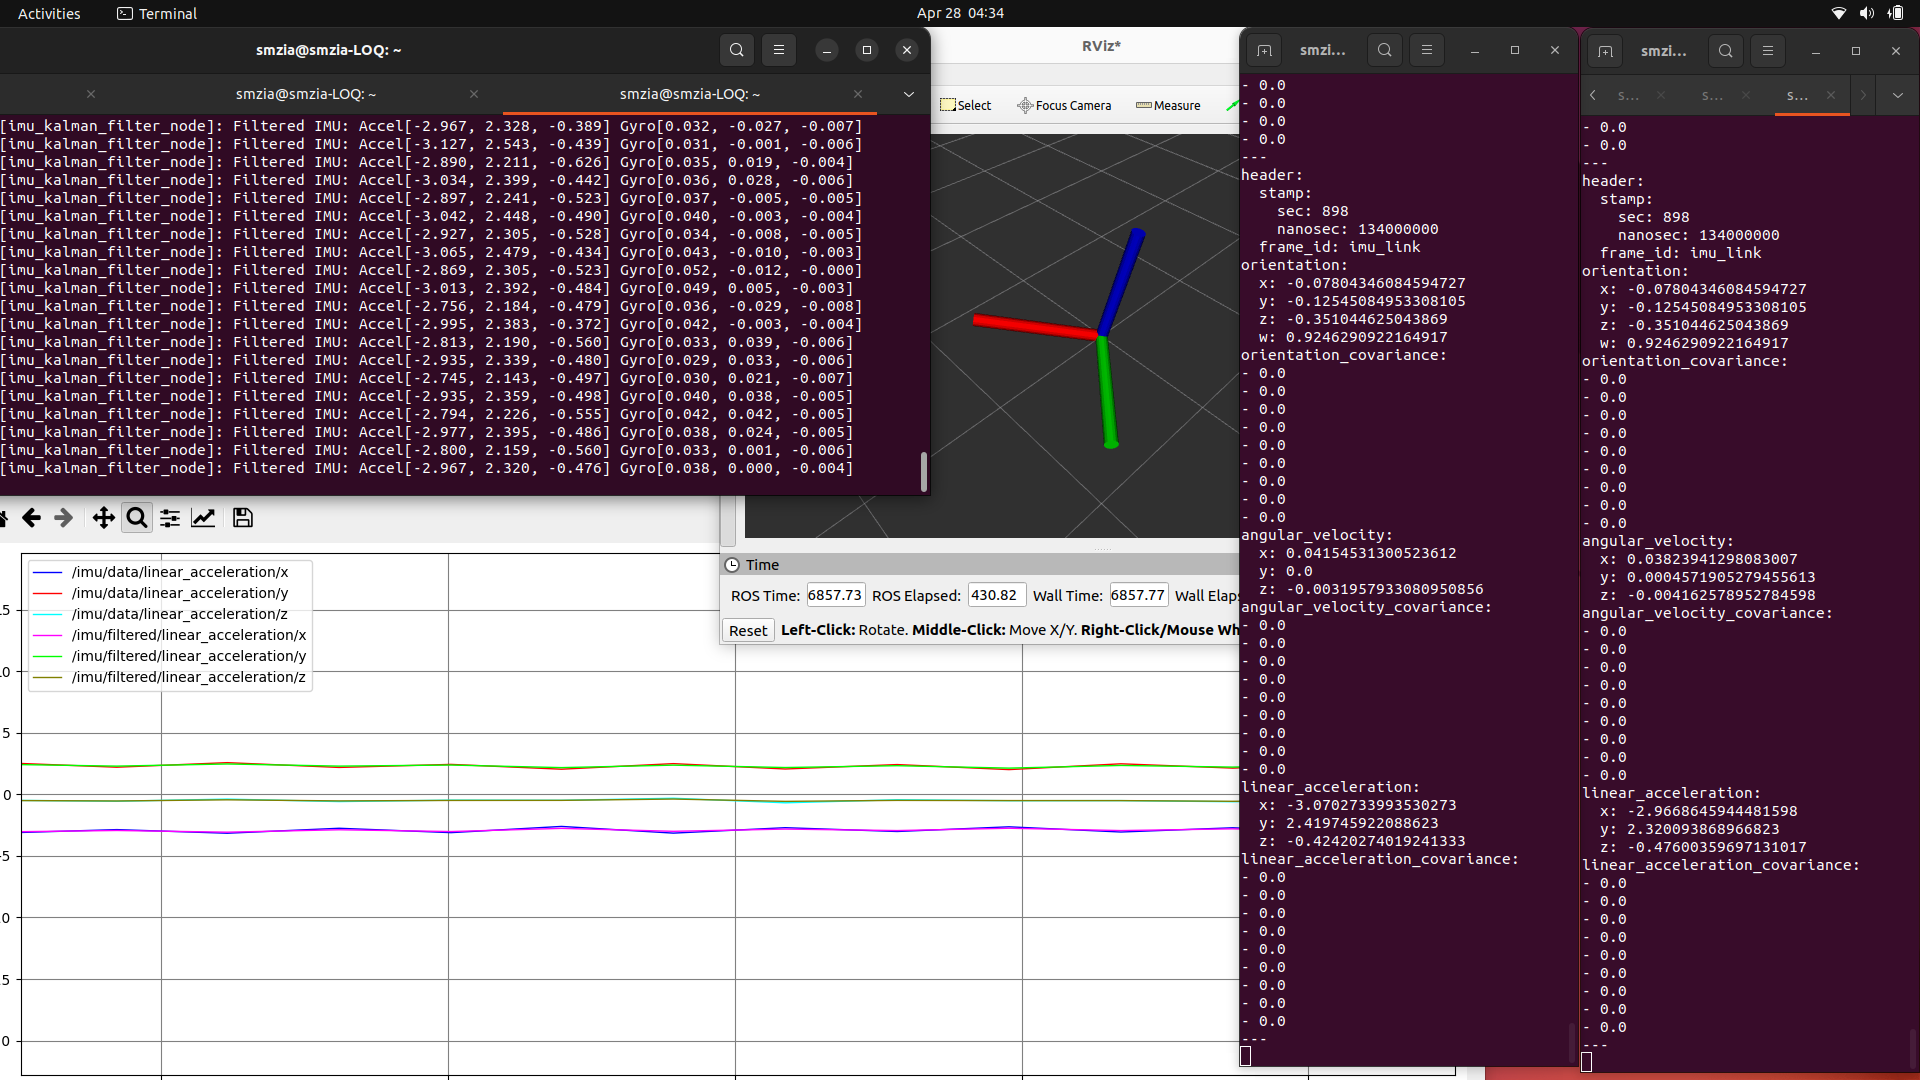 Activities
Terminal
Apr 28 04:34
smzia@smzia-LOQ: ~
smzia@smzia-LOQ: ~
smzia@smzia-LOQ: ~
[imu_kalman_filter_node]: Filtered IMU: Accel[-2.967, 2.328, -0.389] Gyro[0.032, -0.027, -0.007]
[imu_kalman_filter_node]: Filtered IMU: Accel[-3.127, 2.543, -0.439] Gyro[0.031, -0.001, -0.006]
[imu_kalman_filter_node]: Filtered IMU: Accel[-2.890, 2.211, -0.626] Gyro[0.035, 0.019, -0.004]
[imu_kalman_filter_node]: Filtered IMU: Accel[-3.034, 2.399, -0.442] Gyro[0.036, 0.028, -0.006]
[imu_kalman_filter_node]: Filtered IMU: Accel[-2.897, 2.241, -0.523] Gyro[0.037, -0.005, -0.005]
[imu_kalman_filter_node]: Filtered IMU: Accel[-3.042, 2.448, -0.490] Gyro[0.040, -0.003, -0.004]
[imu_kalman_filter_node]: Filtered IMU: Accel[-2.927, 2.305, -0.528] Gyro[0.034, -0.008, -0.005]
[imu_kalman_filter_node]: Filtered IMU: Accel[-3.065, 2.479, -0.434] Gyro[0.043, -0.010, -0.003]
[imu_kalman_filter_node]: Filtered IMU: Accel[-2.869, 2.305, -0.523] Gyro[0.052, -0.012, -0.000]
[imu_kalman_filter_node]: Filtered IMU: Accel[-3.013, 2.392, -0.484] Gyro[0.049, 0.005, -0.003]
[imu_kalman_filter_node]: Filtered IMU: Accel[-2.756, 2.184, -0.479] Gyro[0.036, -0.029, -0.008]
[imu_kalman_filter_node]: Filtered IMU: Accel[-2.995, 2.383, -0.372] Gyro[0.042, -0.003, -0.004]
[imu_kalman_filter_node]: Filtered IMU: Accel[-2.813, 2.190, -0.560] Gyro[0.033, 0.039, -0.006]
[imu_kalman_filter_node]: Filtered IMU: Accel[-2.935, 2.339, -0.480] Gyro[0.029, 0.033, -0.006]
[imu_kalman_filter_node]: Filtered IMU: Accel[-2.745, 2.143, -0.497] Gyro[0.030, 0.021, -0.007]
[imu_kalman_filter_node]: Filtered IMU: Accel[-2.935, 2.359, -0.498] Gyro[0.040, 0.038, -0.005]
[imu_kalman_filter_node]: Filtered IMU: Accel[-2.794, 2.226, -0.555] Gyro[0.042, 0.042, -0.005]
[imu_kalman_filter_node]: Filtered IMU: Accel[-2.977, 2.395, -0.486] Gyro[0.038, 0.024, -0.005]
[imu_kalman_filter_node]: Filtered IMU: Accel[-2.800, 2.159, -0.560] Gyro[0.033, 0.001, -0.006]
[imu_kalman_filter_node]: Filtered IMU: Accel[-2.967, 2.320, -0.476] Gyro[0.038, 0.000, -0.004]
/imu/data/linear_acceleration/x
/imu/data/linear_acceleration/y
/imu/data/linear_acceleration/z
/imu/filtered/linear_acceleration/x
/imu/filtered/linear_acceleration/y
/imu/filtered/linear_acceleration/z
15
10
5
0
-5
0
5
0
RViz*
Select
Focus Camera
Measure
Time
ROS Time: 6857.73 ROS Elapsed: 430.82 Wall Time: 6857.77 Wall Elaps
Reset Left-Click: Rotate. Middle-Click: Move X/Y. Right-Click/Mouse Wh
smzi...
- 0.0
- 0.0
- 0.0
- 0.0
---
header:
stamp:
sec: 898
nanosec: 134000000
frame_id: imu_link
orientation:
x: -0.07804346084594727
y: -0.12545084953308105
z: -0.351044625043869
w: 0.9246290922164917
orientation_covariance:
- 0.0
- 0.0
- 0.0
- 0.0
- 0.0
- 0.0
- 0.0
- 0.0
- 0.0
angular_velocity:
x: 0.04154531300523612
y: 0.0
z: -0.0031957933080950856
angular_velocity_covariance:
- 0.0
- 0.0
- 0.0
- 0.0
- 0.0
- 0.0
- 0.0
- 0.0
- 0.0
linear_acceleration:
x: -3.0702733993530273
y: 2.419745922088623
z: -0.42420274019241333
linear_acceleration_covariance:
- 0.0
- 0.0
- 0.0
- 0.0
- 0.0
- 0.0
- 0.0
- 0.0
- 0.0
---
smzi...
s...
s...
s...
- 0.0
- 0.0
---
header:
stamp:
sec: 898
nanosec: 134000000
frame_id: imu_link
orientation:
x: -0.07804346084594727
y: -0.12545084953308105
z: -0.351044625043869
w: 0.9246290922164917
orientation_covariance:
- 0.0
- 0.0
- 0.0
- 0.0
- 0.0
- 0.0
- 0.0
- 0.0
- 0.0
angular_velocity:
x: 0.03823941298083007
y: 0.0004571905279455613
z: -0.004162578952784598
angular_velocity_covariance:
- 0.0
- 0.0
- 0.0
- 0.0
- 0.0
- 0.0
- 0.0
- 0.0
- 0.0
linear_acceleration:
x: -2.9668645944481598
y: 2.320093868966823
z: -0.47600359697131017
linear_acceleration_covariance:
- 0.0
- 0.0
- 0.0
- 0.0
- 0.0
- 0.0
- 0.0
- 0.0
- 0.0
---